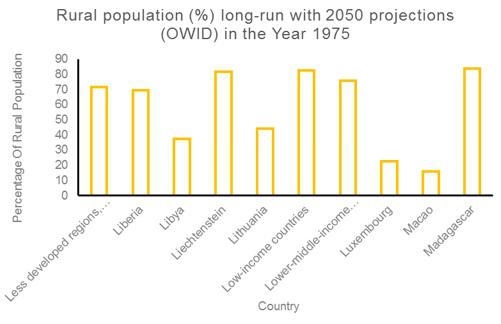 Rural population (%) long-run with 2050 projections
(OWID) in the Year 1975
Percentage Of Rural Population
90
80
70
60
50
40
30
20
10
0
Less developed regions,...
Liberia
Libya
Liechtenstein
Lithuania
Low-income countries
Lower-middle-income...
Luxembourg
Macao
Madagascar
Country